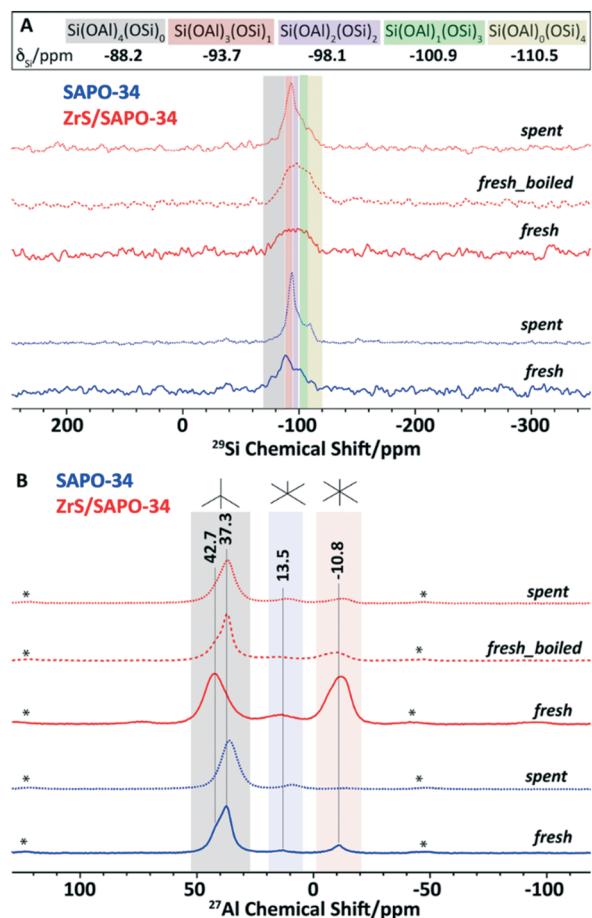 A
Si(OAl)₄(OSi)₀ Si(OAl)₃(OSi)₁ Si(OAl)₂(OSi)₂ Si(OAl)₁(OSi)₃ Si(OAl)₀(OSi)₄
δSi/ppm -88.2 -93.7 -98.1 -100.9 -110.5
SAPO-34
ZrS/SAPO-34
spent
fresh_boiled
fresh
spent
fresh
200 0 -100 -200 -300
²⁹Si Chemical Shift/ppm
B
SAPO-34
ZrS/SAPO-34
42.7 37.3 13.5 -10.8
* * spent
* * fresh_boiled
* * fresh
* * spent
* * fresh
100 50 0 -50 -100
²⁷Al Chemical Shift/ppm